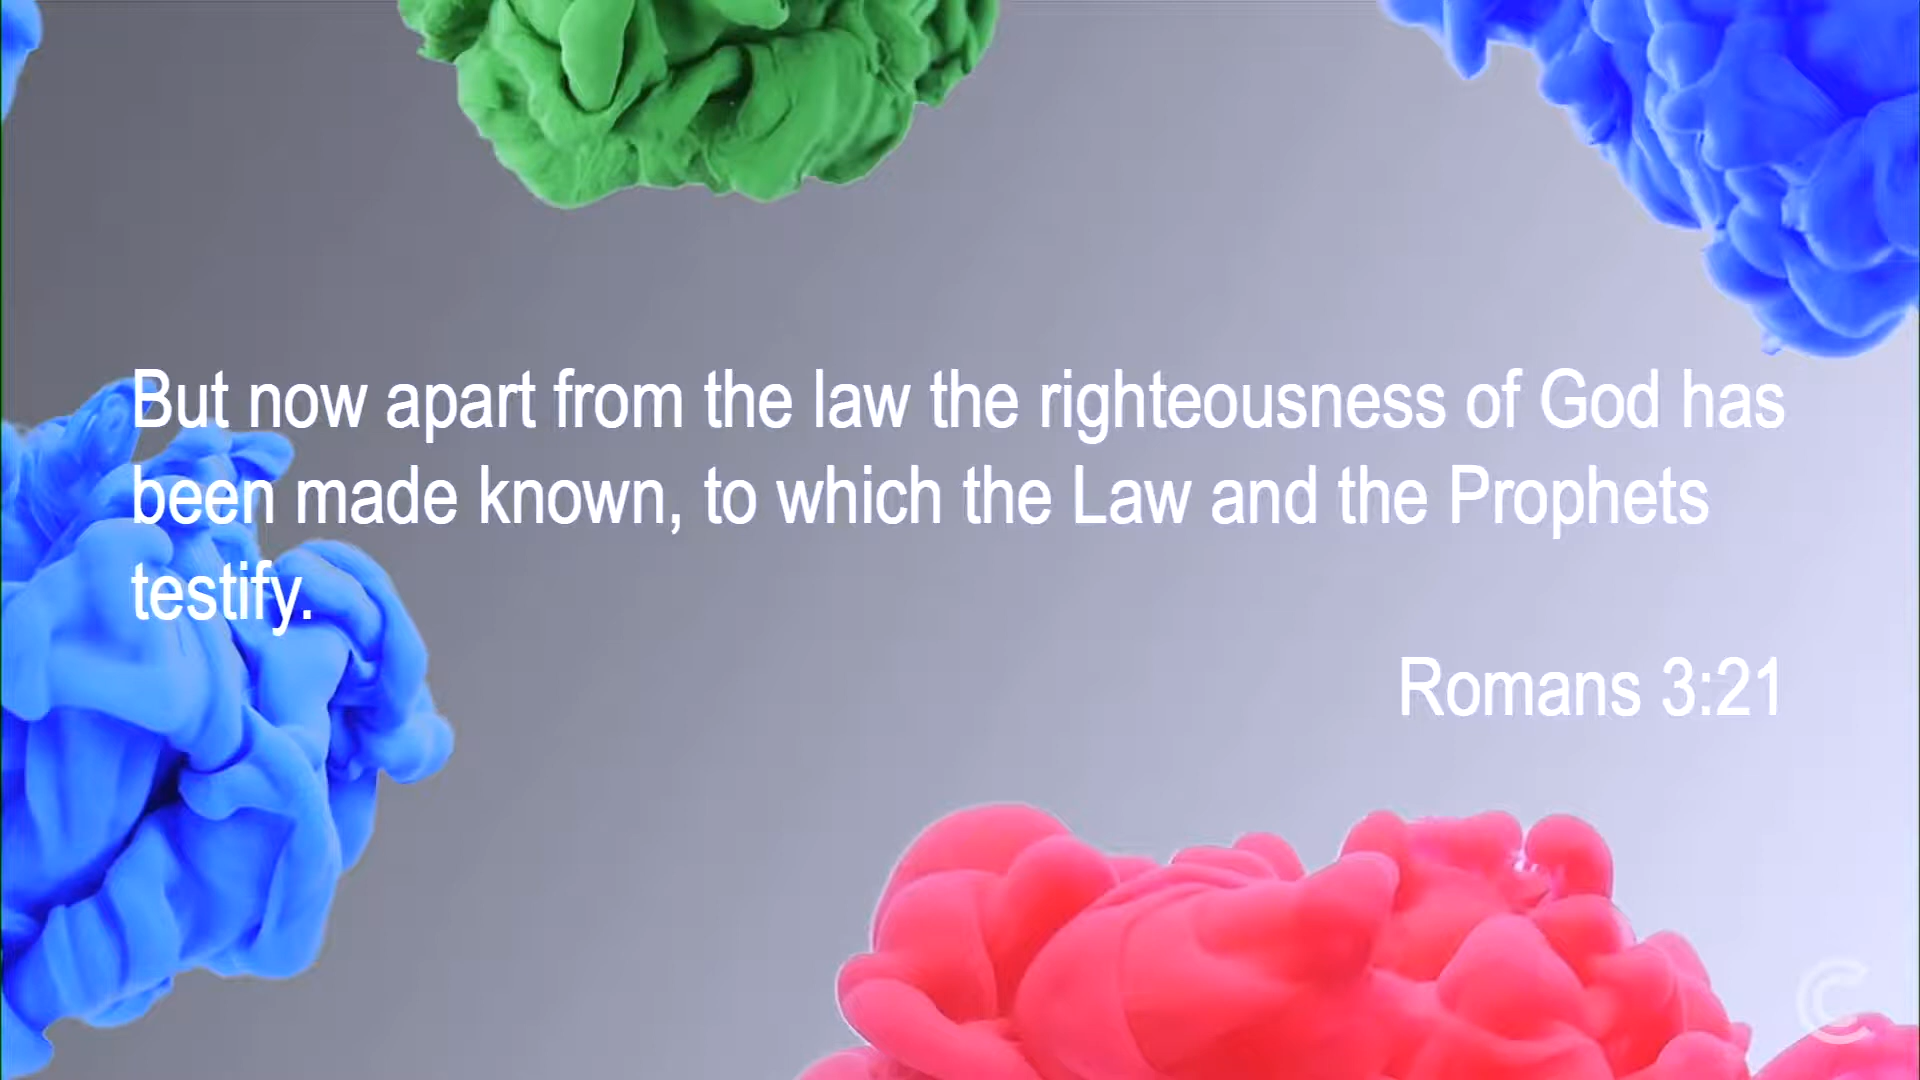 But now apart from the law the righteousness of God has
been made known, to which the Law and the Prophets
testify.
Romans 3:21